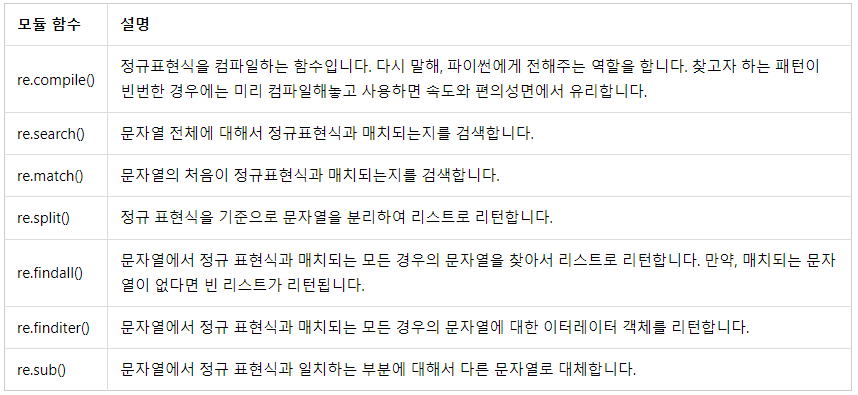 모듈 함수 설명
re.compile() 정규표현식을 컴파일하는 함수입니다. 다시 말해, 파이썬에게 전해주는 역할을 합니다. 찾고자 하는 패턴이
빈번한 경우에는 미리 컴파일해놓고 사용하면 속도와 편의성면에서 유리합니다.
re.search() 문자열 전체에 대해서 정규표현식과 매치되는지를 검색합니다.
re.match() 문자열의 처음이 정규표현식과 매치되는지를 검색합니다.
re.split() 정규 표현식을 기준으로 문자열을 분리하여 리스트로 리턴합니다.
re.findall() 문자열에서 정규 표현식과 매치되는 모든 경우의 문자열을 찾아서 리스트로 리턴합니다. 만약, 매치되는 문자
열이 없다면 빈 리스트가 리턴됩니다.
re.finditer() 문자열에서 정규 표현식과 매치되는 모든 경우의 문자열에 대한 이터레이터 객체를 리턴합니다.
re.sub() 문자열에서 정규 표현식과 일치하는 부분에 대해서 다른 문자열로 대체합니다.